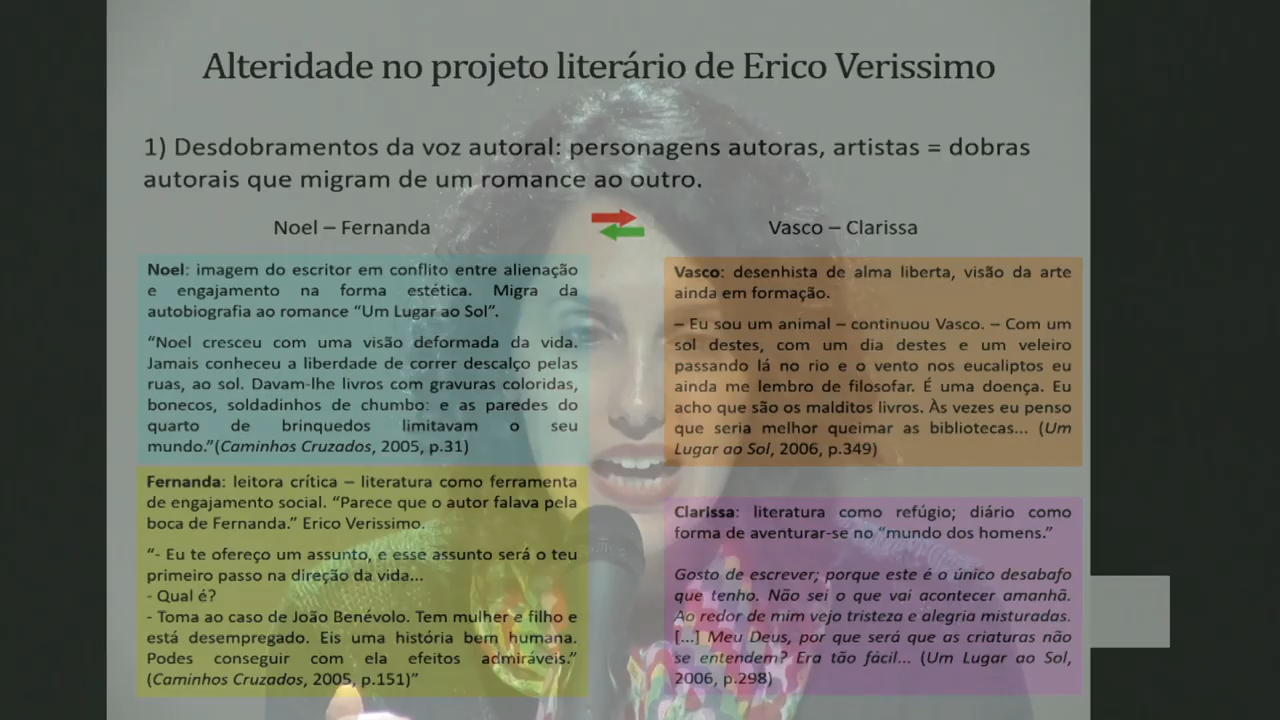 Alteridade no projeto literário de Erico Verissimo
1) Desdobramentos da voz autoral: personagens autoras, artistas = dobras
autorais que migram de um romance ao outro.
Noel – Fernanda
Vasco – Clarissa
Noel: imagem do escritor em conflito entre alienação
e engajamento na forma estética. Migra da
autobiografia ao romance “Um Lugar ao Sol”.
“Noel cresceu com uma visão deformada da vida.
Jamais conheceu a liberdade de correr descalço pelas
ruas, ao sol. Davam-lhe livros com gravuras coloridas,
bonecos, soldadinhos de chumbo: e as paredes do
quarto de brinquedos limitavam o seu
mundo.”(Caminhos Cruzados, 2005, p.31)
Fernanda: leitora crítica – literatura como ferramenta
de engajamento social. “Parece que o autor falava pela
boca de Fernanda.” Erico Verissimo.
“- Eu te ofereço um assunto, e esse assunto será o teu
primeiro passo na direção da vida...
- Qual é?
- Toma ao caso de João Benévolo. Tem mulher e filho e
está desempregado. Eis uma história bem humana.
Podes conseguir com ela efeitos admiráveis.”
(Caminhos Cruzados, 2005, p.151)”
Vasco: desenhista de alma liberta, visão da arte
ainda em formação.
– Eu sou um animal – continuou Vasco. – Com um
sol destes, com um dia destes e um veleiro
passando lá no rio e o vento nos eucaliptos eu
ainda me lembro de filosofar. É uma doença. Eu
acho que são os malditos livros. Às vezes eu penso
que seria melhor queimar as bibliotecas... (Um
Lugar ao Sol, 2006, p.349)
Clarissa: literatura como refúgio; diário como
forma de aventurar-se no “mundo dos homens.”
Gosto de escrever; porque este é o único desabafo
que tenho. Não sei o que vai acontecer amanhã.
Ao redor de mim vejo tristeza e alegria misturadas.
[...] Meu Deus, por que será que as criaturas não
se entendem? Era tão fácil... (Um Lugar ao Sol,
2006, p.298)